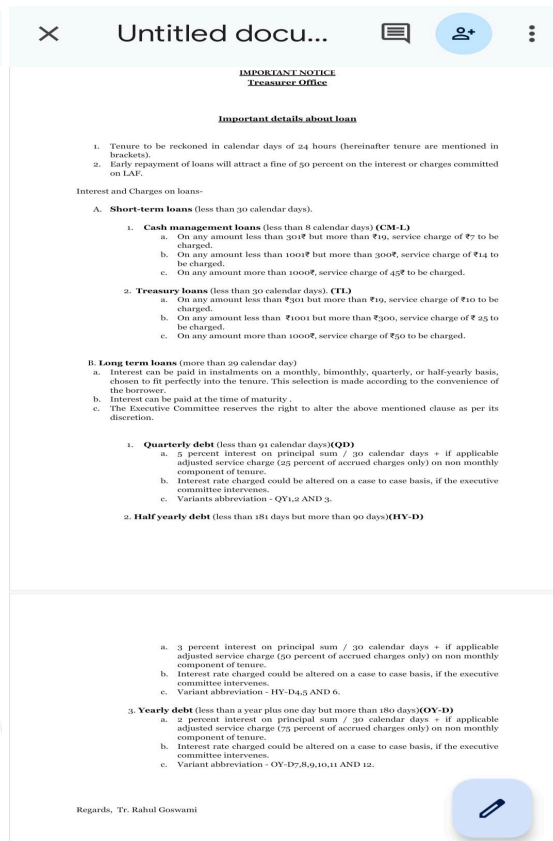 Untitled docu...
IMPORTANT NOTICE
Treasurer Office
Important details about loan
1. Tenure to be reckoned in calendar days of 24 hours (hereinafter tenure are mentioned in
brackets).
2. Early repayment of loans will attract a fine of 50 percent on the interest or charges committed
on LAF.
Interest and Charges on loans-
A. Short-term loans (less than 30 calendar days).
1. Cash management loans (less than 8 calendar days) (CM-L)
a. On any amount less than 301₹ but more than ₹19, service charge of ₹7 to be
charged.
b. On any amount less than 1001₹ but more than 300₹, service charge of ₹14 to
be charged.
c. On any amount more than 1000₹, service charge of 45₹ to be charged.
2. Treasury loans (less than 30 calendar days). (TL)
a. On any amount less than ₹301 but more than ₹19, service charge of ₹10 to be
charged.
b. On any amount less than ₹1001 but more than ₹300, service charge of ₹ 25 to
be charged.
c. On any amount more than 1000₹, service charge of ₹50 to be charged.
B. Long term loans (more than 29 calendar day)
a. Interest can be paid in instalments on a monthly, bimonthly, quarterly, or half-yearly basis,
chosen to fit perfectly into the tenure. This selection is made according to the convenience of
the borrower.
b. Interest can be paid at the time of maturity .
c. The Executive Committee reserves the right to alter the above mentioned clause as per its
discretion.
1. Quarterly debt (less than 91 calendar days)(QD)
a. 5 percent interest on principal sum / 30 calendar days + if applicable
adjusted service charge (25 percent of accrued charges only) on non monthly
component of tenure.
b. Interest rate charged could be altered on a case to case basis, if the executive
committee intervenes.
c. Variants abbreviation - QY1,2 AND 3.
2. Half yearly debt (less than 181 days but more than 90 days)(HY-D)
a. 3 percent interest on principal sum / 30 calendar days + if applicable
adjusted service charge (50 percent of accrued charges only) on non monthly
component of tenure.
b. Interest rate charged could be altered on case to case basis, if the executive
committee intervenes.
c. Variant abbreviation - HY-D4,5 AND 6.
3. Yearly debt (less than a year plus one day but more than 180 days)(OY-D)
a. 2 percent interest on principal sum / 30 calendar days + if applicable
adjusted service charge (75 percent of accrued charges only) on non monthly
component of tenure.
b. Interest rate charged could be altered on a case to case basis, if the executive
committee intervenes.
c. Variant abbreviation - OY-D7,8,9,10,11 AND 12.
Regards, Tr. Rahul Goswami